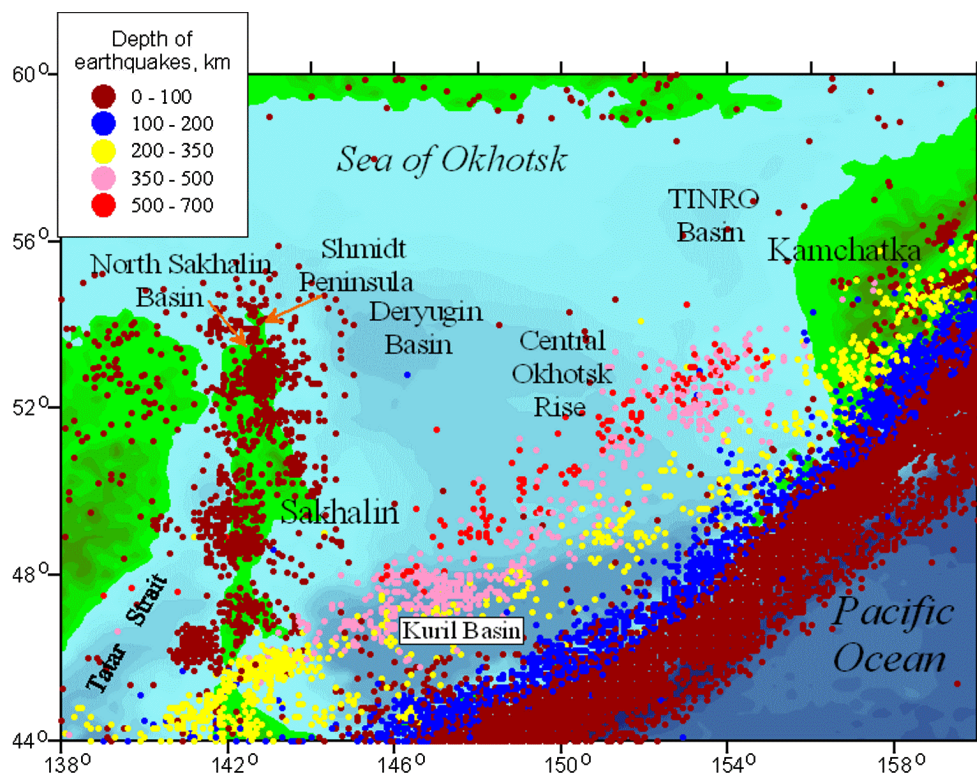 Depth of
earthquakes, km
0 - 100
100 - 200
200 - 350
350 - 500
500 - 700
60°
Sea of Okhotsk
TINRO
Basin
56°
Kamchatka
North Sakhalin
Basin
Shmidt
Peninsula
Deryugin
Basin
Central
Okhotsk
Rise
52°
Sakhalin
48°
Tatar Strait
Kuril Basin
Pacific
Ocean
44°
138° 142° 146° 150° 154° 158°